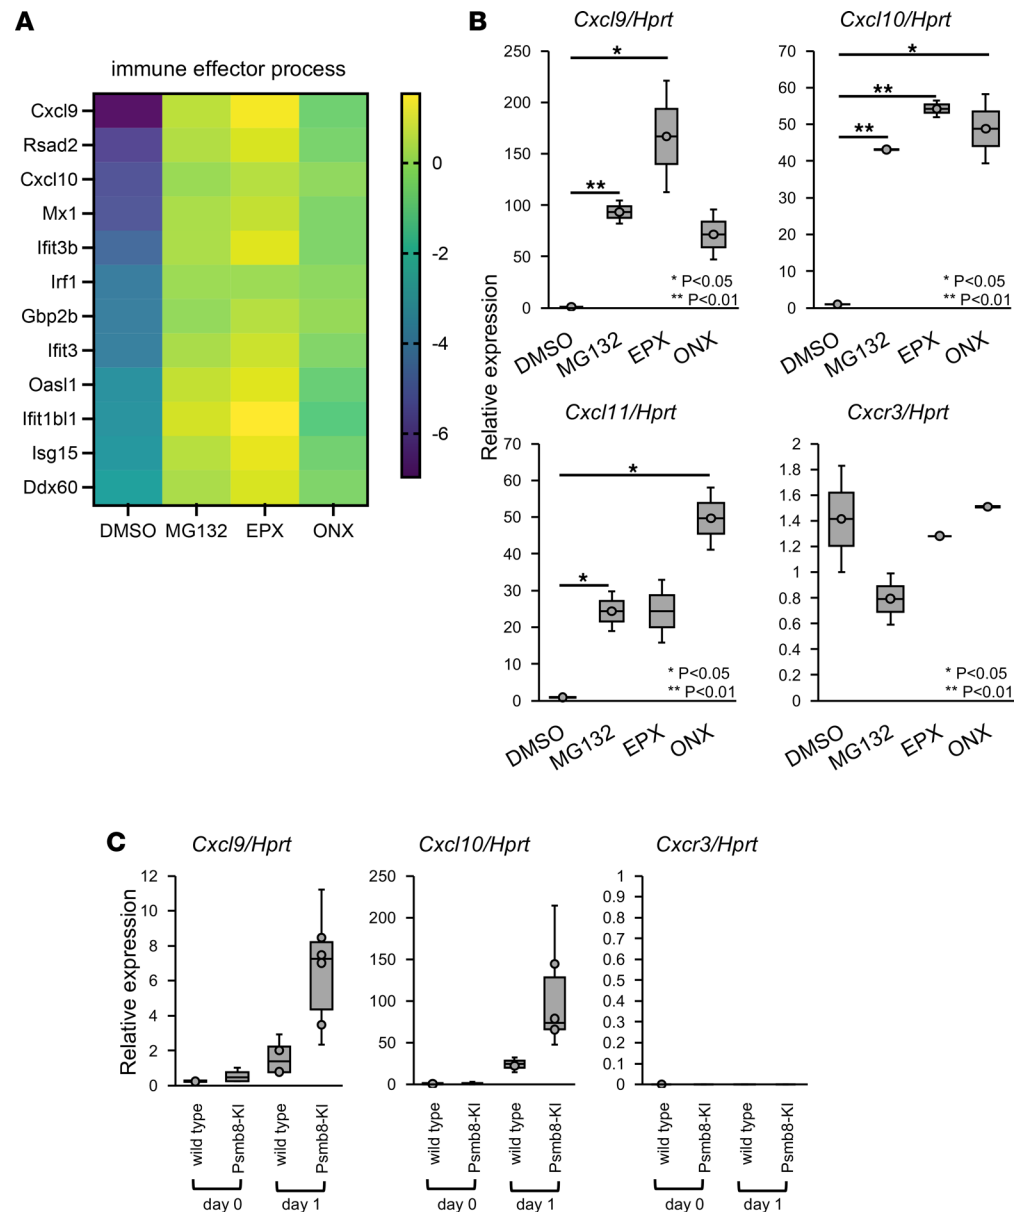 A
immune effector process
Cxcl9
Rsad2
Cxcl10
Mx1
Ifit3b
Irf1
Gbp2b
Ifit3
Oasl1
Ifit1bl1
Isg15
Ddx60
DMSO MG132 EPX ONX
0
-2
-4
-6
B
Relative expression
Cxcl9/Hprt
250
200
150
100
50
0
*
**
* P<0.05
** P<0.01
DMSO MG132 EPX ONX
Cxcl10/Hprt
70
60
50
40
30
20
10
0
*
**
**
* P<0.05
** P<0.01
DMSO MG132 EPX ONX
Cxcl11/Hprt
70
60
50
40
30
20
10
0
*
*
* P<0.05
** P<0.01
DMSO MG132 EPX ONX
Cxcr3/Hprt
2
1.8
1.6
1.4
1.2
1
0.8
0.6
0.4
0.2
0
* P<0.05
** P<0.01
DMSO MG132 EPX ONX
C
Relative expression
Cxcl9/Hprt
12
10
8
6
4
2
0
wild type
Psmb8-KI
wild type
Psmb8-KI
day 0 day 1
Cxcl10/Hprt
250
200
150
100
50
0
wild type
Psmb8-KI
wild type
Psmb8-KI
day 0 day 1
Cxcr3/Hprt
1
0.9
0.8
0.7
0.6
0.5
0.4
0.3
0.2
0.1
0
wild type
Psmb8-KI
wild type
Psmb8-KI
day 0 day 1